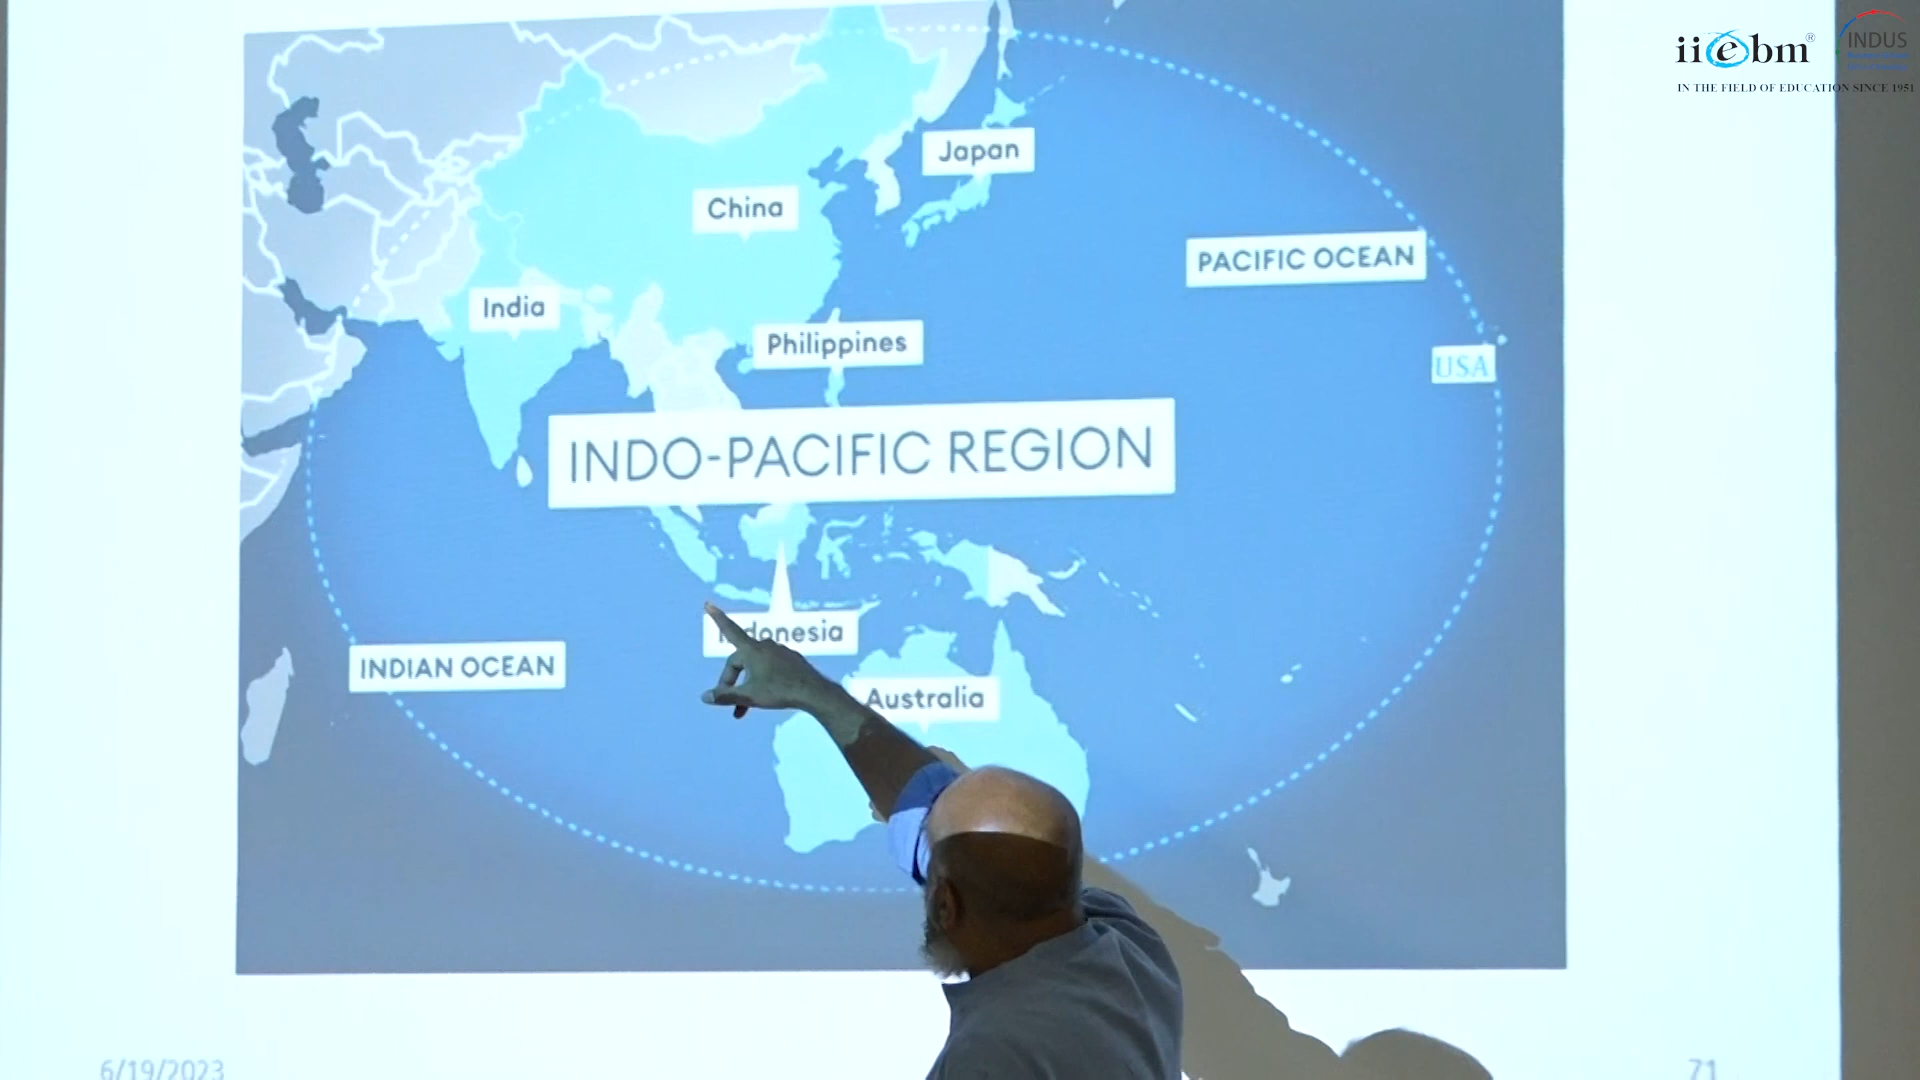 iiebm®
INDUS
IN THE FIELD OF EDUCATION SINCE 1951
Japan
China
PACIFIC OCEAN
India
Philippines
USA
INDO-PACIFIC REGION
Indonesia
INDIAN OCEAN
Australia
6/19/2023
71